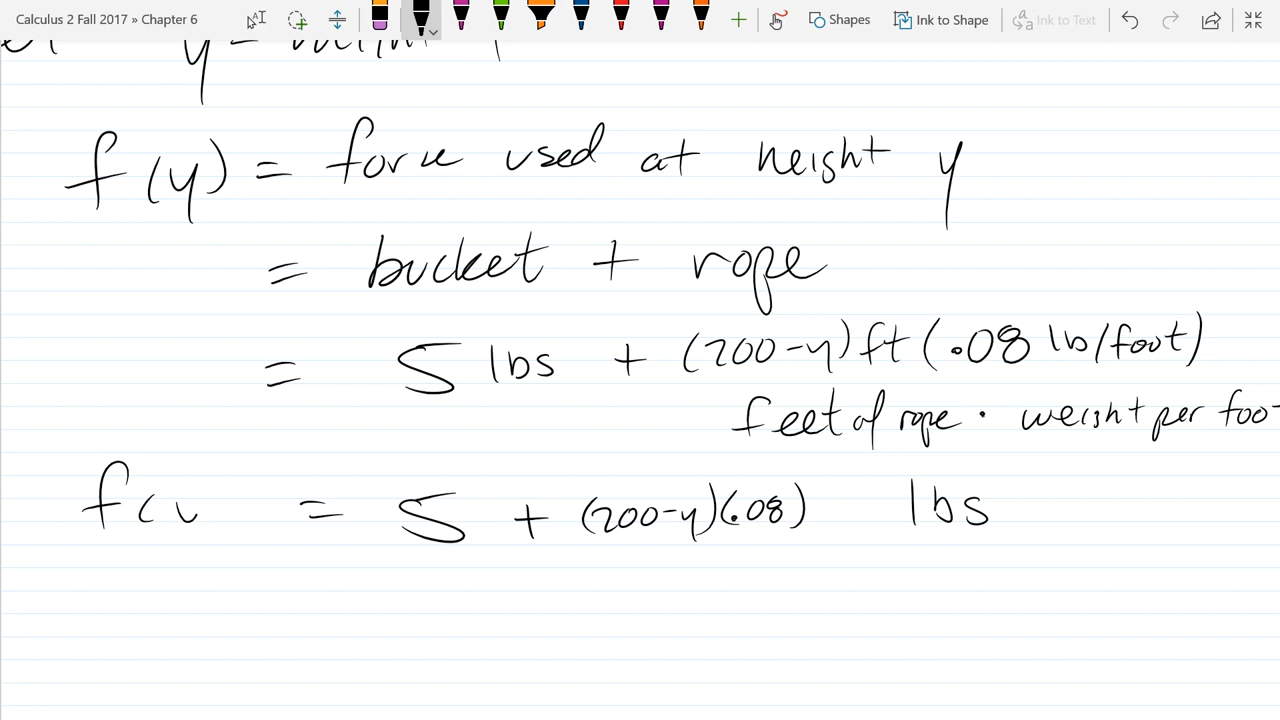 Calculus 2 Fall 2017 » Chapter 6 Shapes Ink to Shape Ink to Text
y =
f(y) = force used at height y
= bucket + rope
= 5 lbs + (200-y) ft (.08 lb/foot)
feet of rope · weight per foo
f( = 5 + (200-y)(.08) lbs